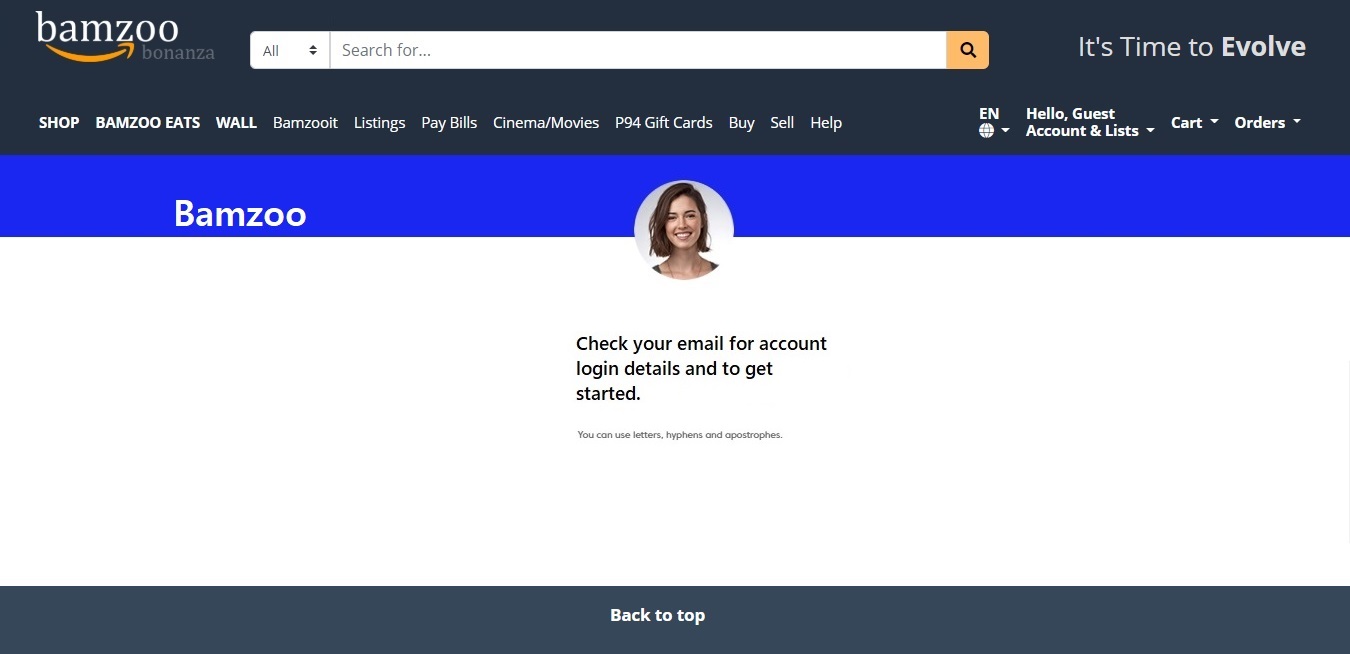 bamzoo
bonanza
All
Search for...
It's Time to Evolve
SHOP BAMZOO EATS WALL Bamzooit Listings Pay Bills Cinema/Movies P94 Gift Cards Buy Sell Help
EN
Hello, Guest
Account & Lists
Cart
Orders
Bamzoo
Check your email for account
login details and to get
started.
You can use letters, hyphens and apostrophes.
Back to top